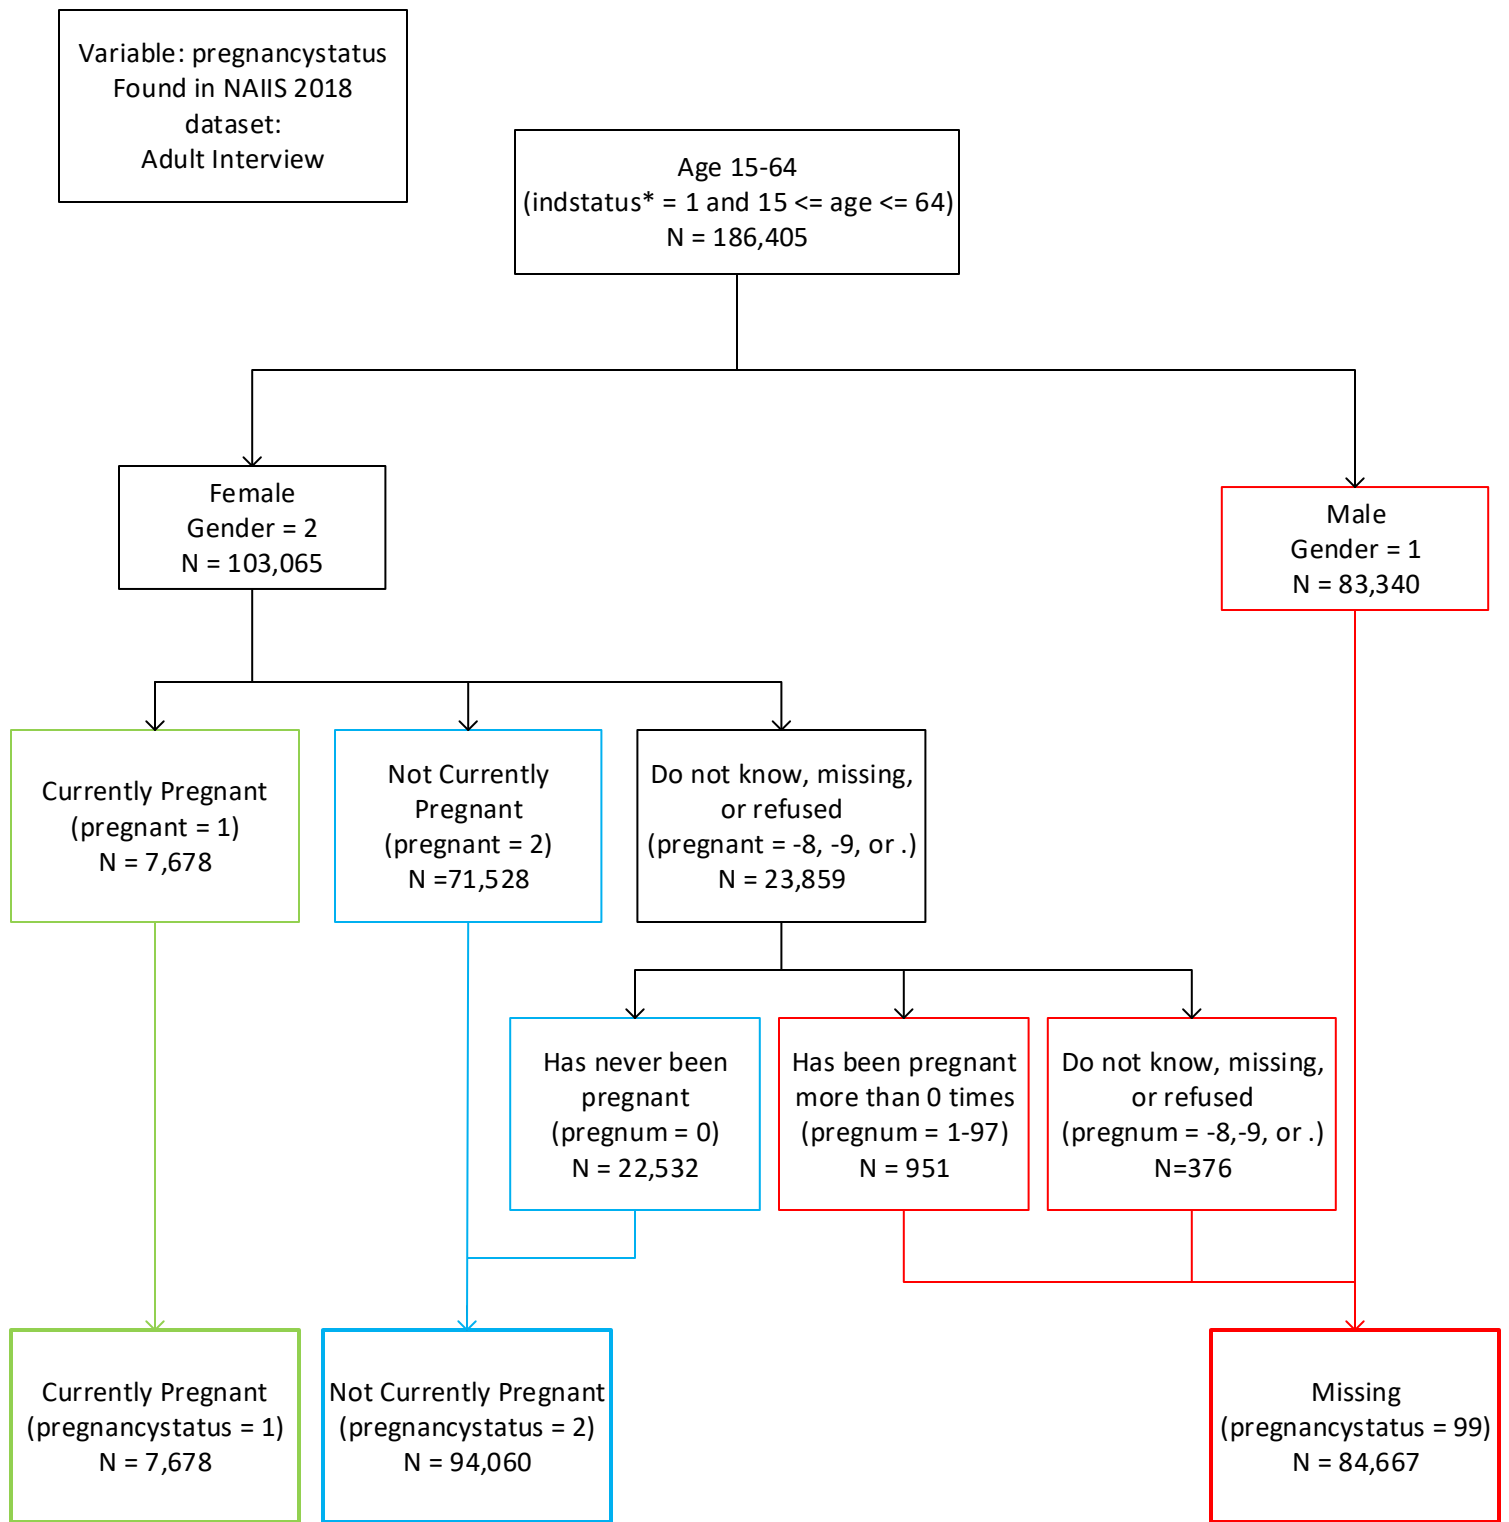 Variable: pregnancystatus
Found in NAIIS 2018
dataset:
Adult Interview
Age 15-64
(indstatus* = 1 and 15 <= age <= 64)
N = 186,405
Female
Gender = 2
N = 103,065
Male
Gender = 1
N = 83,340
Currently Pregnant
(pregnant = 1)
N = 7,678
Not Currently
Pregnant
(pregnant = 2)
N =71,528
Do not know, missing,
or refused
(pregnant = -8, -9, or .)
N = 23,859
Has never been
pregnant
(pregnum = 0)
N = 22,532
Has been pregnant
more than 0 times
(pregnum = 1-97)
N = 951
Do not know, missing,
or refused
(pregnum = -8,-9, or .)
N=376
Currently Pregnant
(pregnancystatus = 1)
N = 7,678
Not Currently Pregnant
(pregnancystatus = 2)
N = 94,060
Missing
(pregnancystatus = 99)
N = 84,667